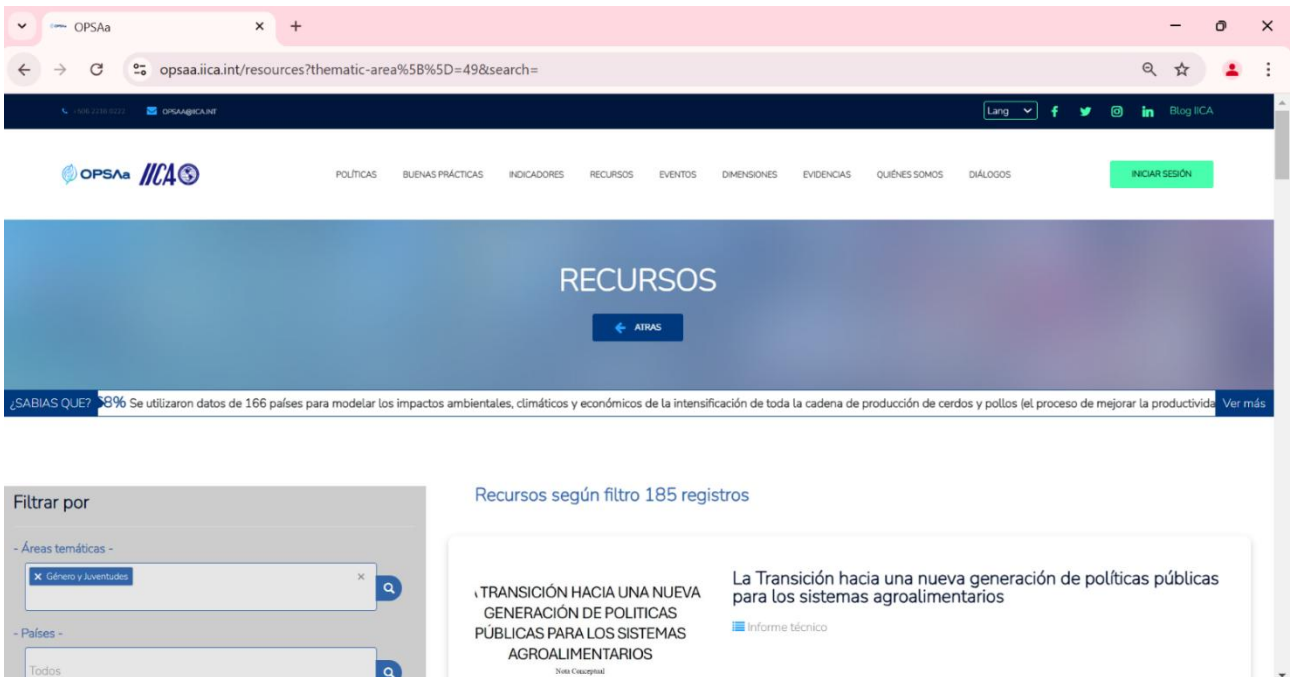 OPSAa
opsaa.iica.int/resources?thematic-area%5B%5D=49&search=
OPSAA@IICA.INT
Lang
Blog IICA
OPSAa IICA
POLÍTICAS BUENAS PRÁCTICAS INDICADORES RECURSOS EVENTOS DIMENSIONES EVIDENCIAS QUIÉNES SOMOS DIÁLOGOS
INICIAR SESIÓN
RECURSOS
ATRAS
¿SABIAS QUE? 68% Se utilizaron datos de 166 países para modelar los impactos ambientales, climáticos y económicos de la intensificación de toda la cadena de producción de cerdos y pollos (el proceso de mejorar la productivida Ver más
Filtrar por
Recursos según filtro 185 registros
- Áreas temáticas -
Género y Juventudes
- Países -
Todos
A TRANSICIÓN HACIA UNA NUEVA
GENERACIÓN DE POLITICAS
PÚBLICAS PARA LOS SISTEMAS
AGROALIMENTARIOS
Nota Conceptual
La Transición hacia una nueva generación de políticas públicas
para los sistemas agroalimentarios
Informe técnico